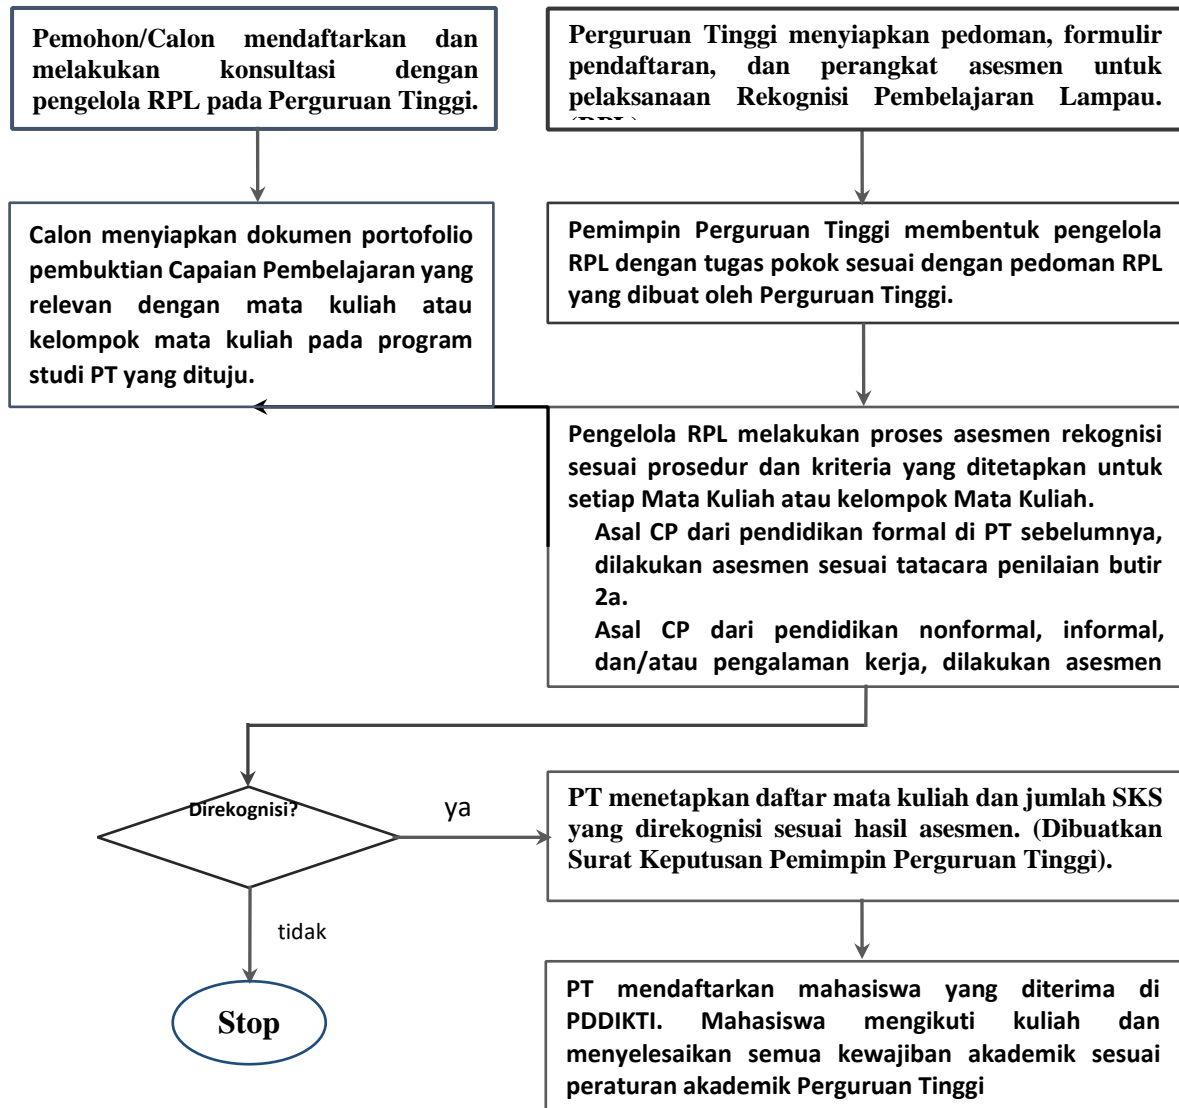 Pemohon/Calon mendaftarkan dan
melakukan konsultasi dengan
pengelola RPL pada Perguruan Tinggi.
Perguruan Tinggi menyiapkan pedoman, formulir
pendaftaran, dan perangkat asesmen untuk
pelaksanaan Rekognisi Pembelajaran Lampau.
Calon menyiapkan dokumen portofolio
pembuktian Capaian Pembelajaran yang
relevan dengan mata kuliah atau
kelompok mata kuliah pada program
studi PT yang dituju.
Pemimpin Perguruan Tinggi membentuk pengelola
RPL dengan tugas pokok sesuai dengan pedoman RPL
yang dibuat oleh Perguruan Tinggi.
Pengelola RPL melakukan proses asesmen rekognisi
sesuai prosedur dan kriteria yang ditetapkan untuk
setiap Mata Kuliah atau kelompok Mata Kuliah.
Asal CP dari pendidikan formal di PT sebelumnya,
dilakukan asesmen sesuai tatacara penilaian butir
2a.
Asal CP dari pendidikan nonformal, informal,
dan/atau pengalaman kerja, dilakukan asesmen
Direkognisi?
ya
tidak
Stop
PT menetapkan daftar mata kuliah dan jumlah SKS
yang direkognisi sesuai hasil asesmen. (Dibuatkan
Surat Keputusan Pemimpin Perguruan Tinggi).
PT mendaftarkan mahasiswa yang diterima di
PDDIKTI. Mahasiswa mengikuti kuliah dan
menyelesaikan semua kewajiban akademik sesuai
peraturan akademik Perguruan Tinggi